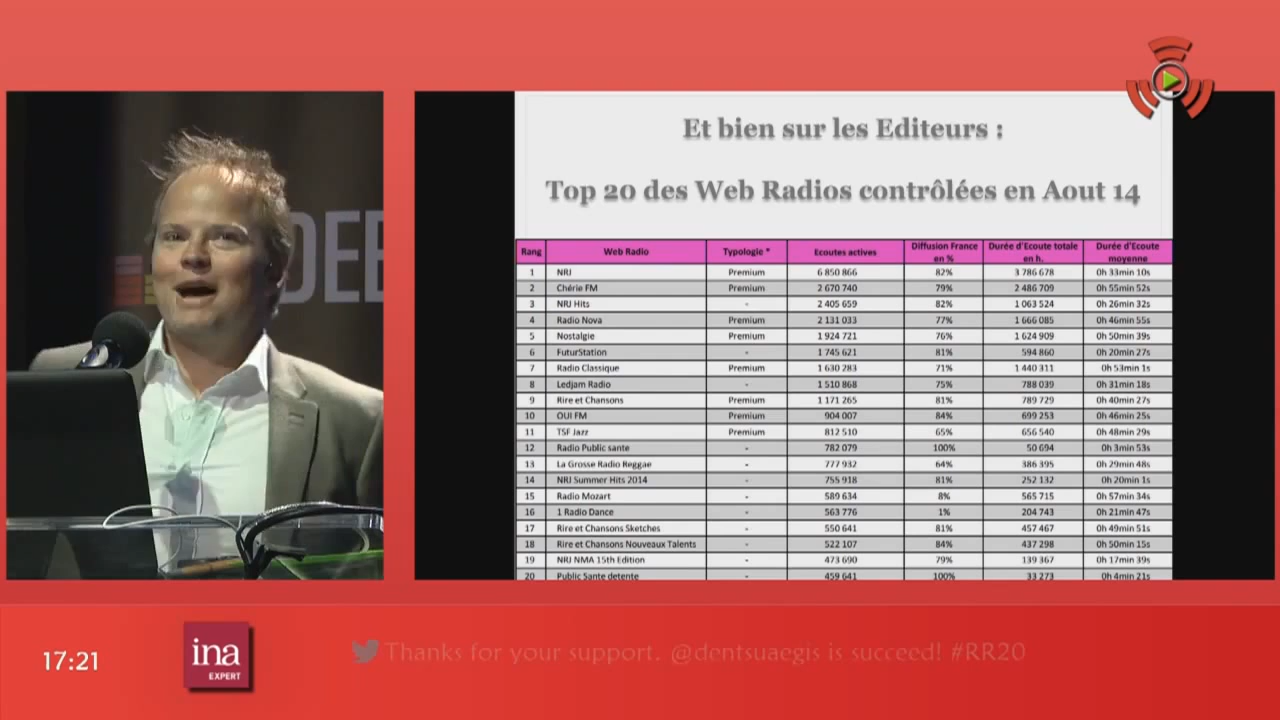 DEB
Et bien sur les Editeurs :
Top 20 des Web Radios contrôlées en Aout 14
Rang Web Radio Typologie * Ecoutes actives Diffusion France en % Durée d'Ecoute totale en h. Durée d'Ecoute moyenne
1 NRJ Premium 6 850 866 82% 3 786 678 0h 33min 10s
2 Chérie FM Premium 2 670 740 79% 2 486 709 0h 55min 52s
3 NRJ Hits - 2 405 659 82% 1 063 524 0h 26min 32s
4 Radio Nova Premium 2 131 033 77% 1 666 085 0h 46min 55s
5 Nostalgie Premium 1 924 721 76% 1 624 909 0h 50min 39s
6 FuturStation - 1 745 621 81% 594 860 0h 20min 27s
7 Radio Classique Premium 1 630 283 71% 1 440 311 0h 53min 1s
8 Ledjam Radio - 1 510 868 75% 788 039 0h 31min 18s
9 Rire et Chansons Premium 1 171 265 81% 789 729 0h 40min 27s
10 OUI FM Premium 904 007 84% 699 253 0h 46min 25s
11 TSF Jazz Premium 812 510 65% 656 540 0h 48min 29s
12 Radio Public sante - 782 079 100% 50 694 0h 3min 53s
13 La Grosse Radio Reggae - 777 932 64% 386 395 0h 29min 48s
14 NRJ Summer Hits 2014 - 755 918 81% 252 132 0h 20min 1s
15 Radio Mozart - 589 634 8% 565 715 0h 57min 34s
16 1 Radio Dance - 563 776 1% 204 743 0h 21min 47s
17 Rire et Chansons Sketches - 550 641 81% 457 467 0h 49min 51s
18 Rire et Chansons Nouveaux Talents - 522 107 84% 437 298 0h 50min 15s
19 NRJ NMA 15th Edition - 473 690 79% 139 367 0h 17min 39s
20 Public Sante detente - 459 641 100% 33 273 0h 4min 21s
17:21
ina
EXPERT
Thanks for your support. @dentsuaegis is succeed! #RR20